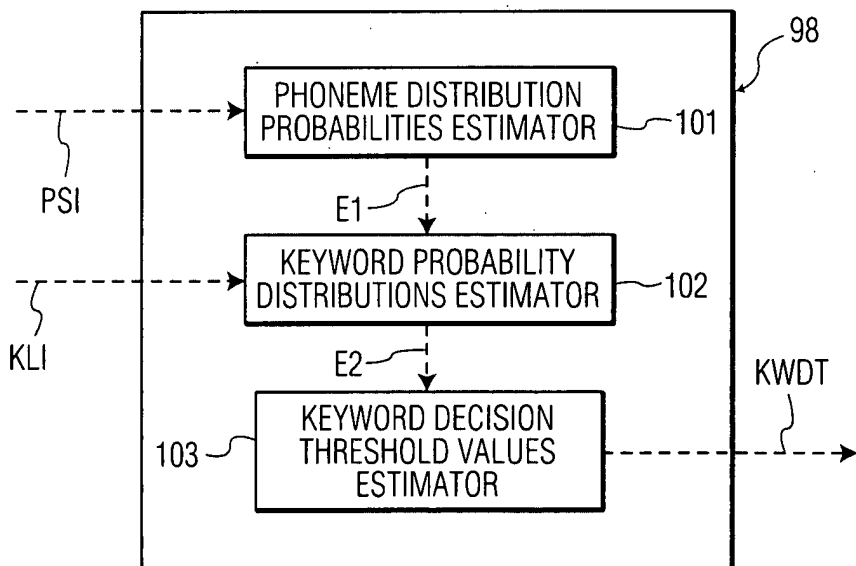 98
PHONEME DISTRIBUTION
PROBABILITIES ESTIMATOR
101
PSI
E1
KEYWORD PROBABILITY
DISTRIBUTIONS ESTIMATOR
102
KLI
E2
KWDT
KEYWORD DECISION
THRESHOLD VALUES
ESTIMATOR
103